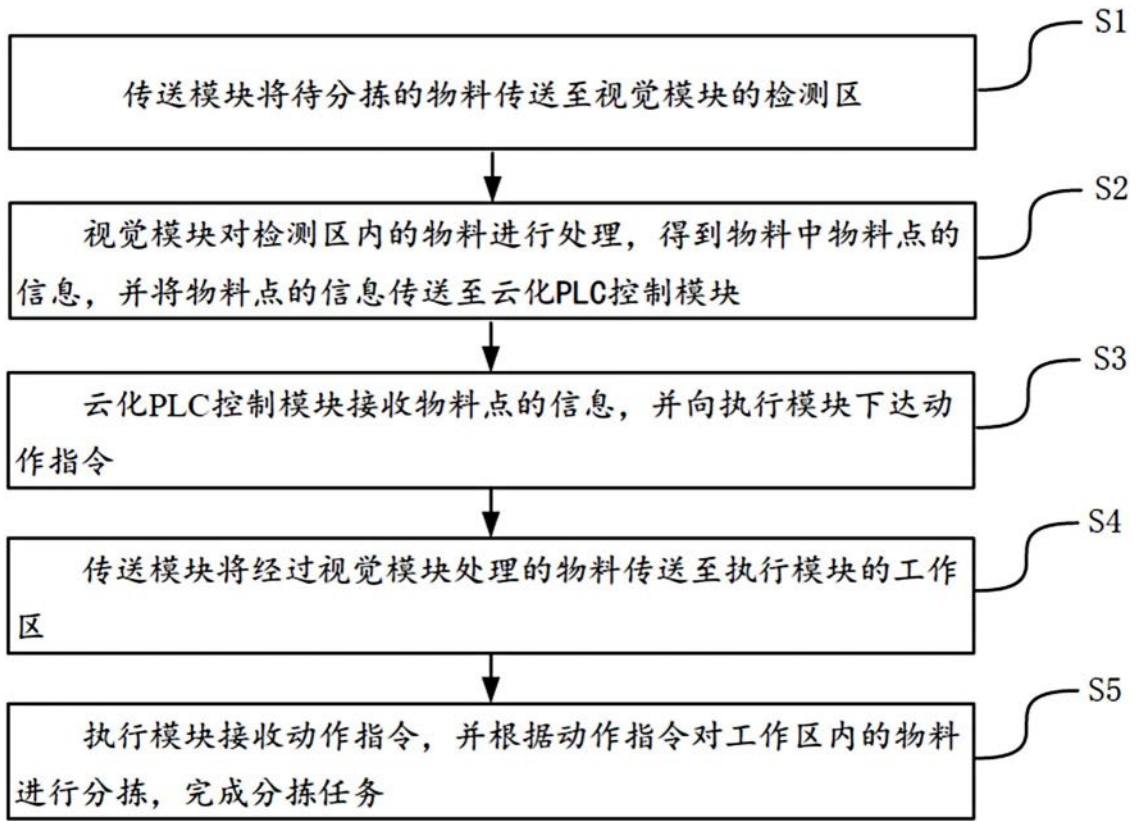 S1
传送模块将待分拣的物料传送至视觉模块的检测区
S2
视觉模块对检测区内的物料进行处理，得到物料中物料点的
信息，并将物料点的信息传送至云化PLC控制模块
S3
云化PLC控制模块接收物料点的信息，并向执行模块下达动
作指令
S4
传送模块将经过视觉模块处理的物料传送至执行模块的工作
区
S5
执行模块接收动作指令，并根据动作指令对工作区内的物料
进行分拣，完成分拣任务